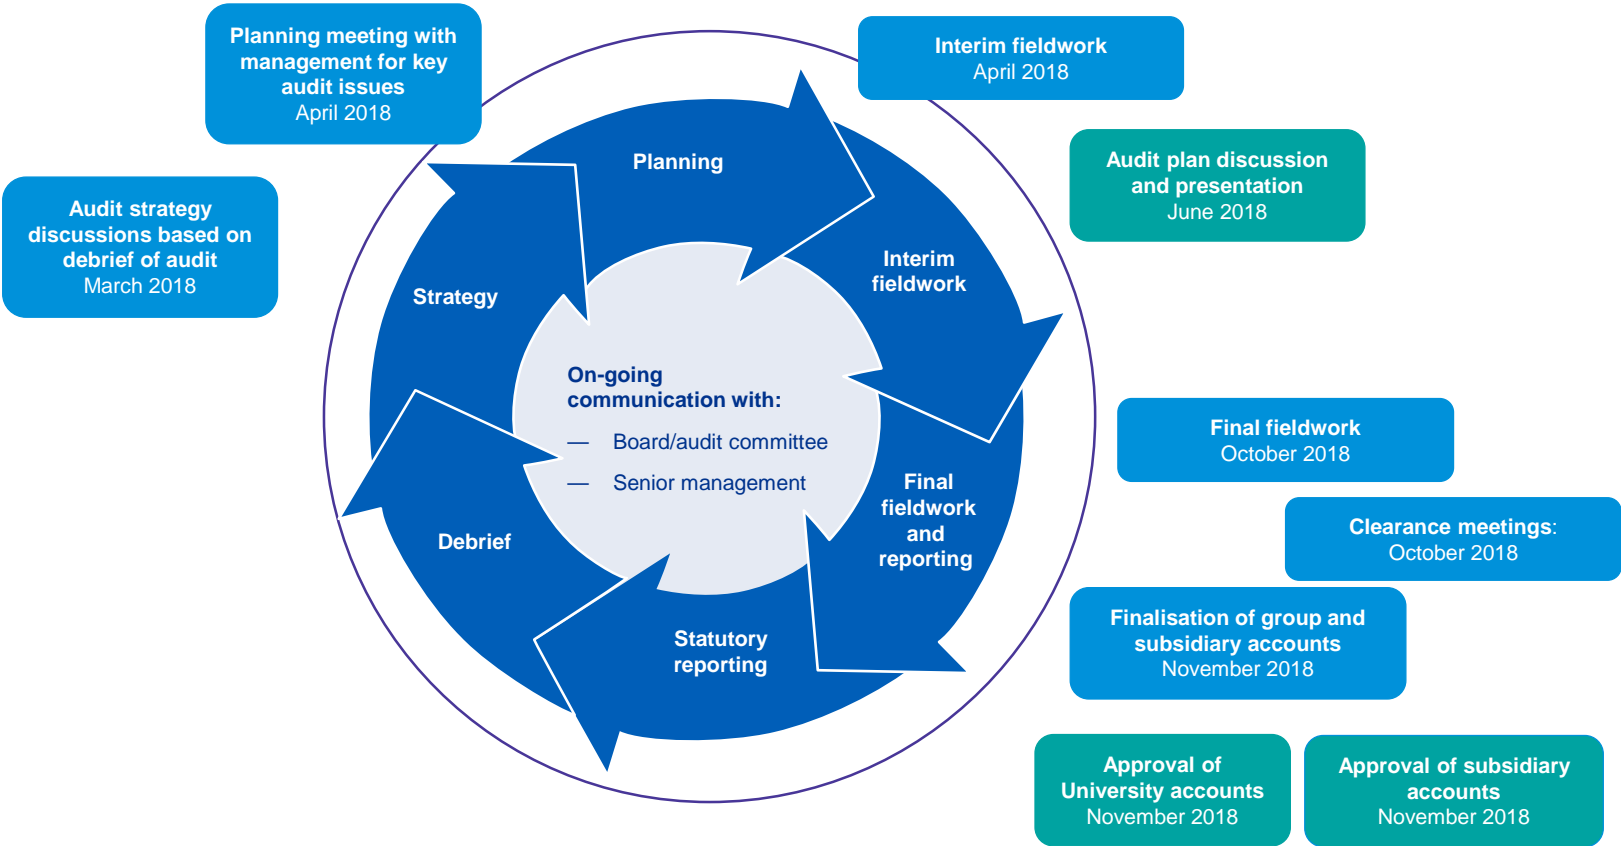 Planning meeting with
management for key
audit issues
April 2018
Interim fieldwork
April 2018
Audit plan discussion
and presentation
June 2018
Audit strategy
discussions based on
debrief of audit
March 2018
Planning
Interim
fieldwork
Strategy
On-going
communication with:
— Board/audit committee
— Senior management
Final fieldwork
October 2018
Final
fieldwork
and
reporting
Clearance meetings:
October 2018
Debrief
Statutory
reporting
Finalisation of group and
subsidiary accounts
November 2018
Approval of
University accounts
November 2018
Approval of subsidiary
accounts
November 2018